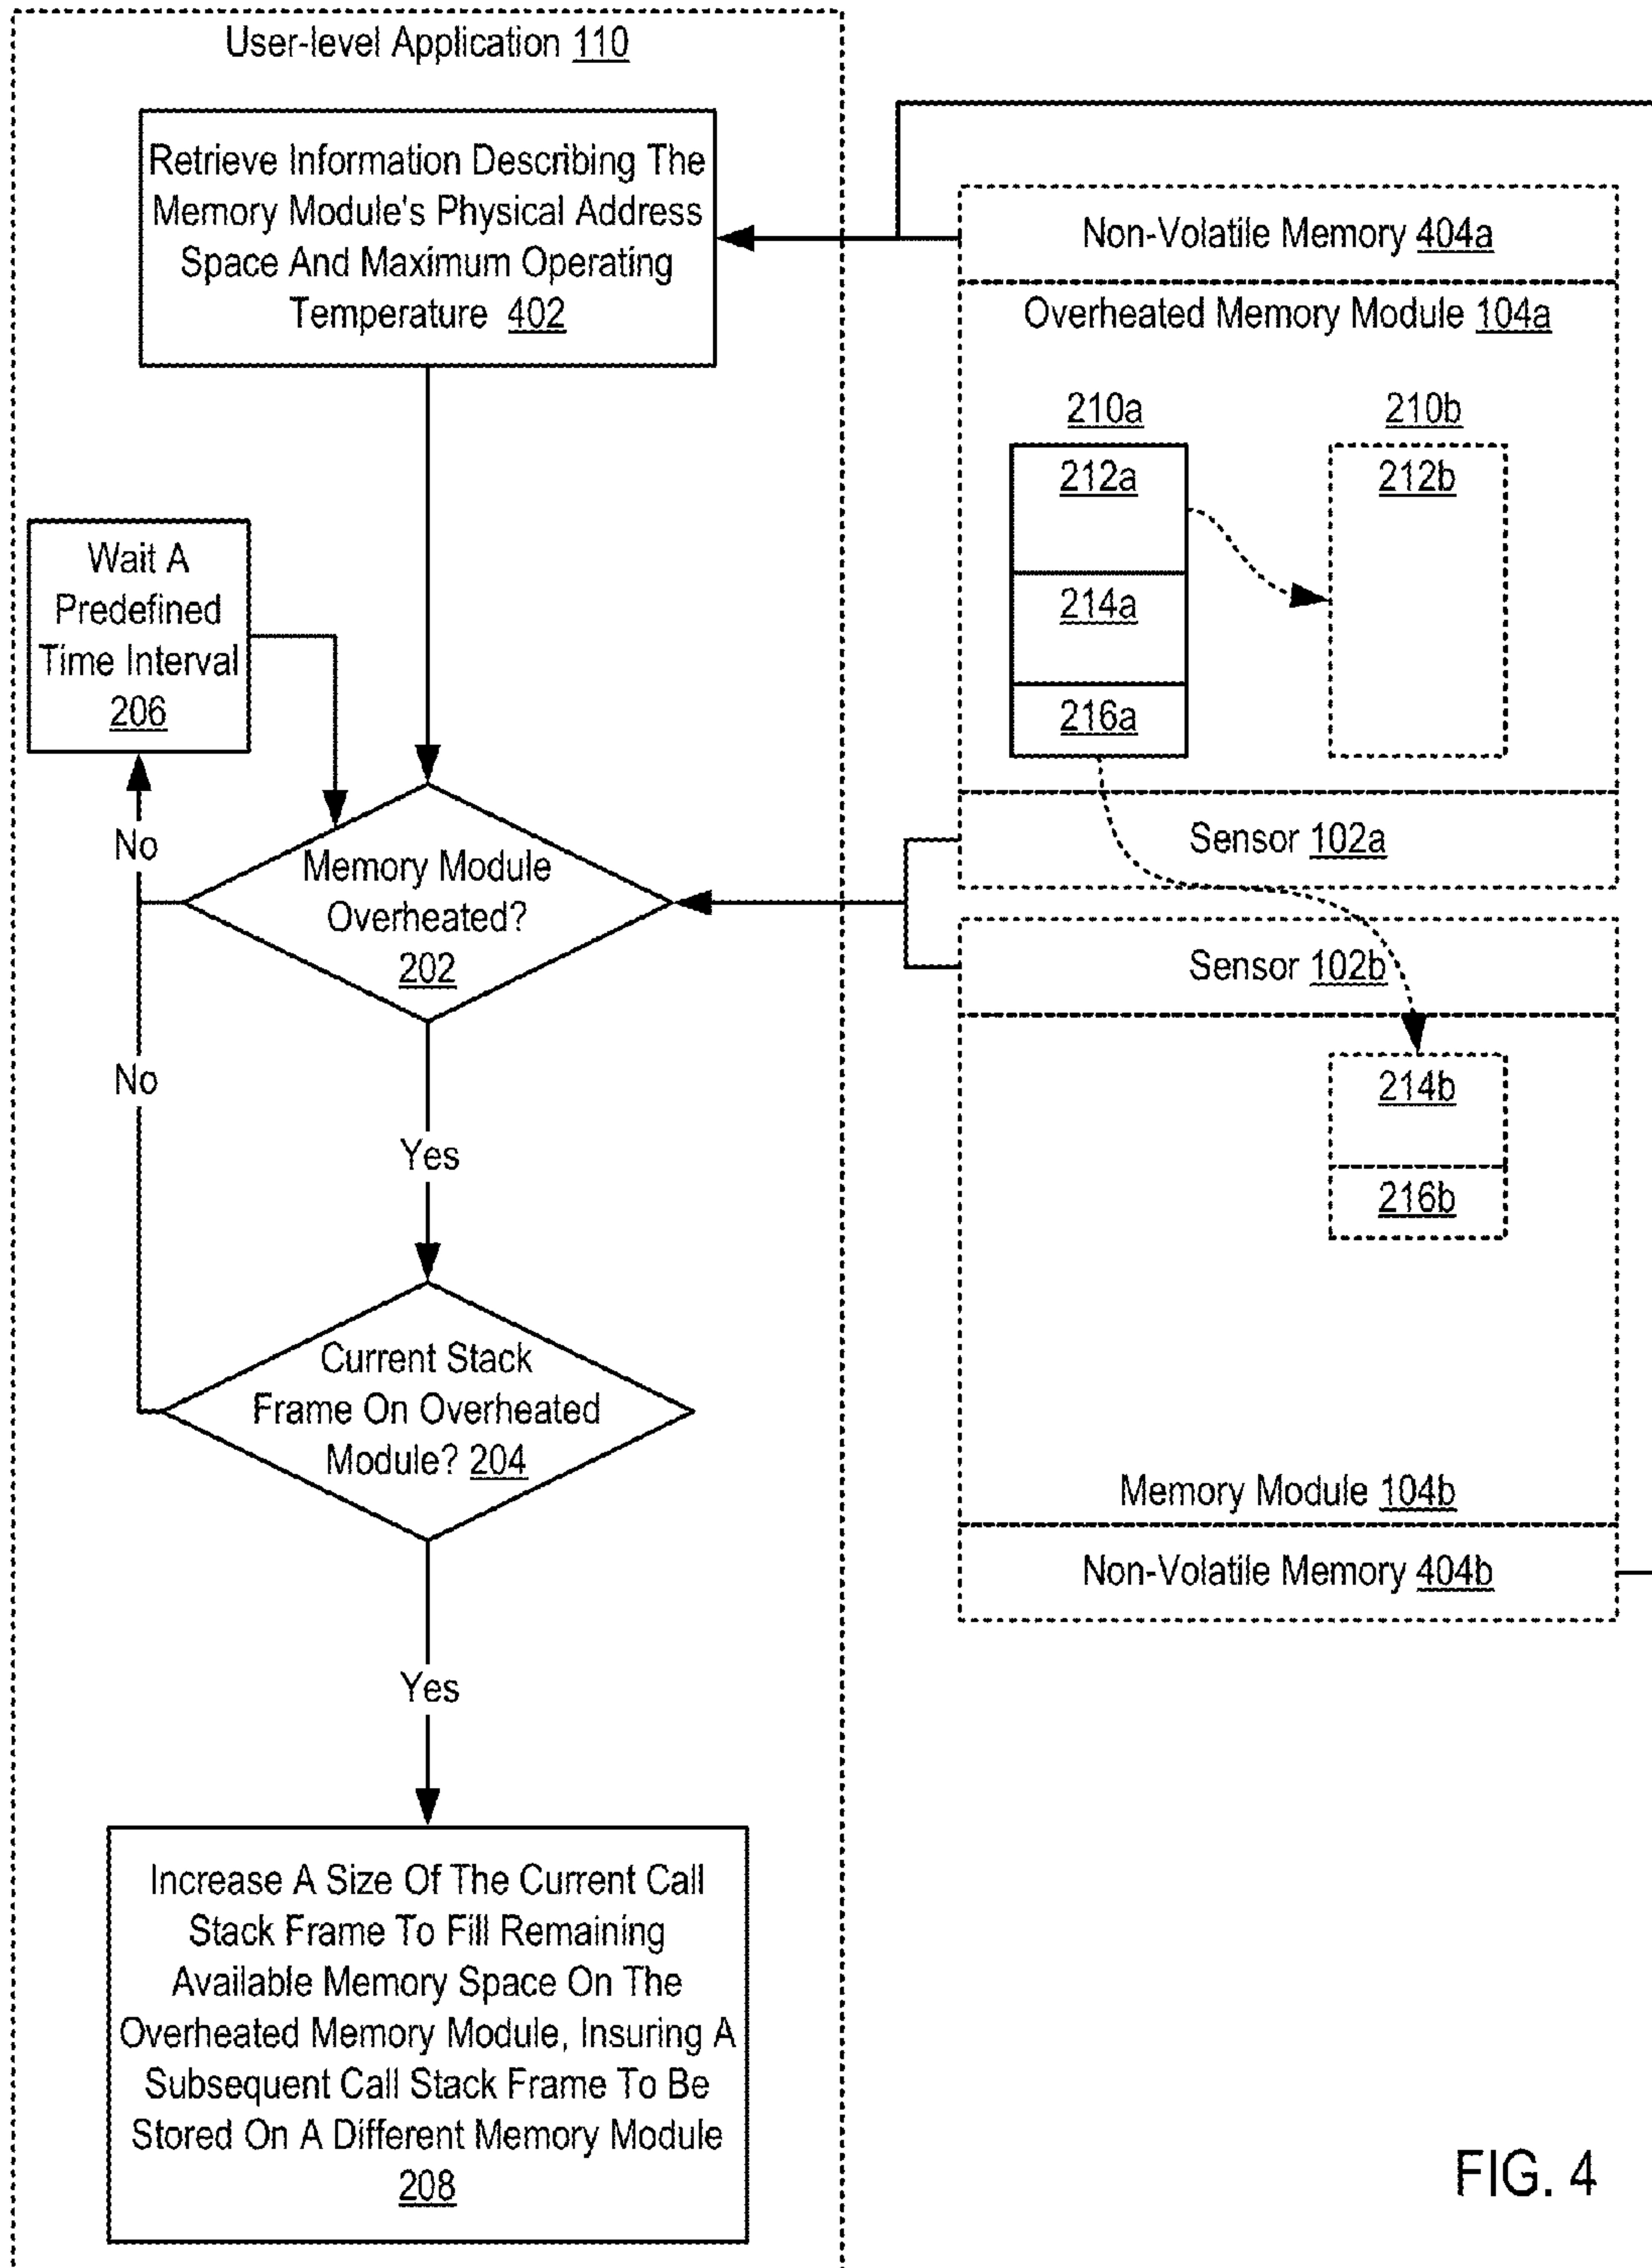 User-level Application 110
Retrieve Information Describing The
Memory Module's Physical Address
Space And Maximum Operating
Temperature 402
Wait A
Predefined
Time Interval
206
No
Memory Module
Overheated?
202
No
Yes
Current Stack
Frame On Overheated
Module? 204
Yes
Increase A Size Of The Current Call
Stack Frame To Fill Remaining
Available Memory Space On The
Overheated Memory Module, Insuring A
Subsequent Call Stack Frame To Be
Stored On A Different Memory Module
208
Non-Volatile Memory 404a
Overheated Memory Module 104a
210a
210b
212a
212b
214a
216a
Sensor 102a
Sensor 102b
214b
216b
Memory Module 104b
Non-Volatile Memory 404b
FIG. 4